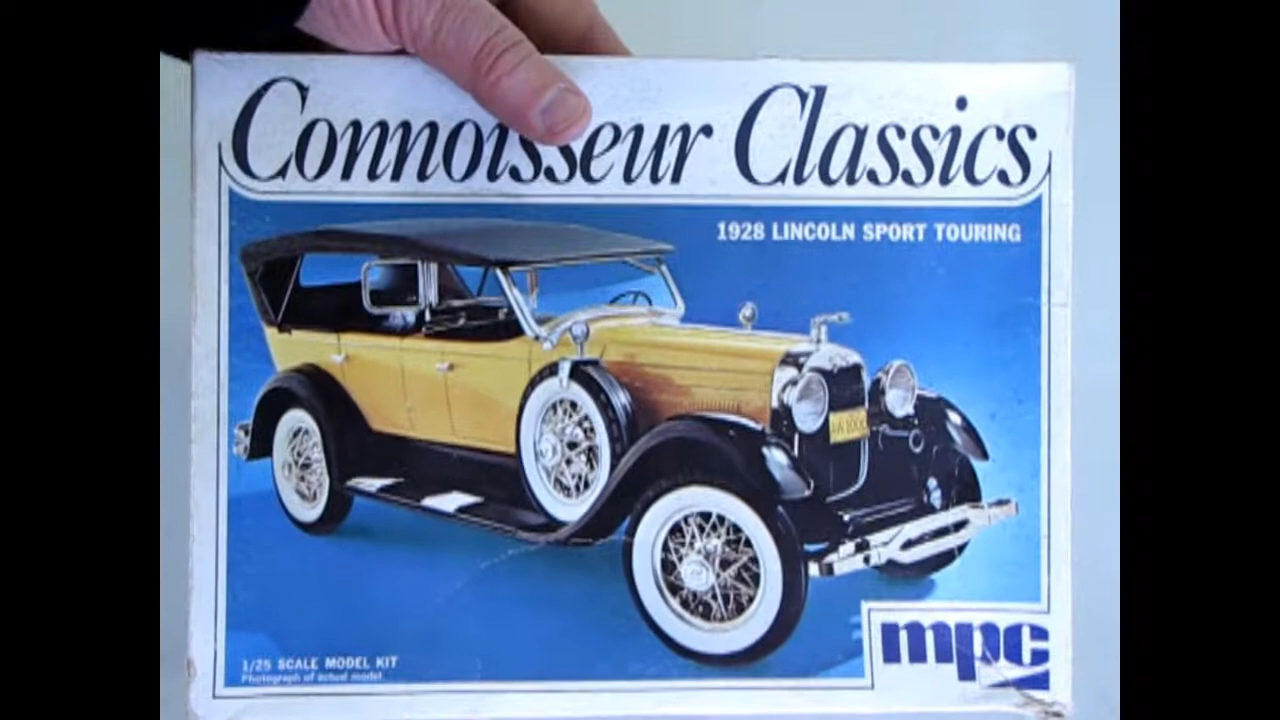 Connoisseur Classics
1928 LINCOLN SPORT TOURING
1/25 SCALE MODEL KIT
Photograph of actual model.
mpc